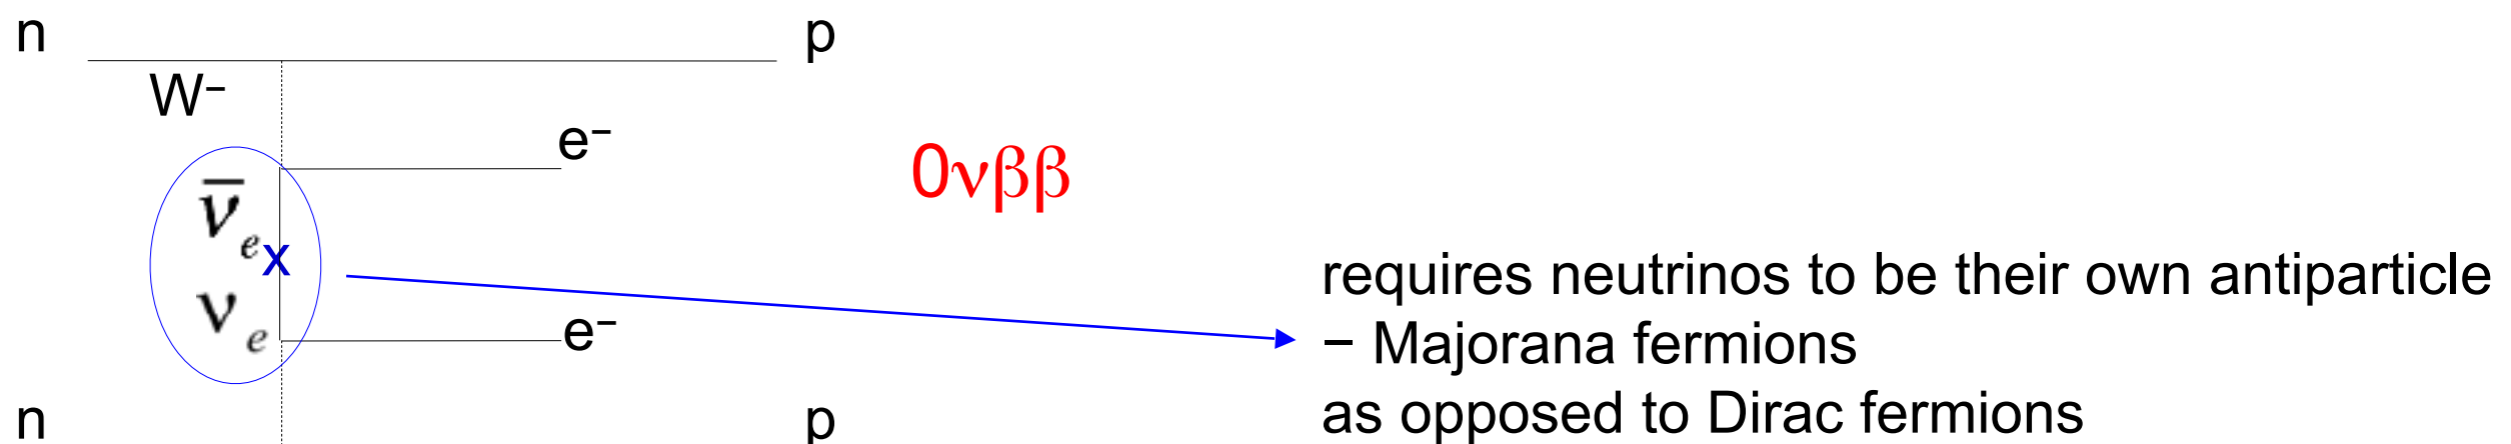 n p
W−
e−
0νββ
ν̅e
x
νe
e−
requires neutrinos to be their own antiparticle
− Majorana fermions
as opposed to Dirac fermions
n p